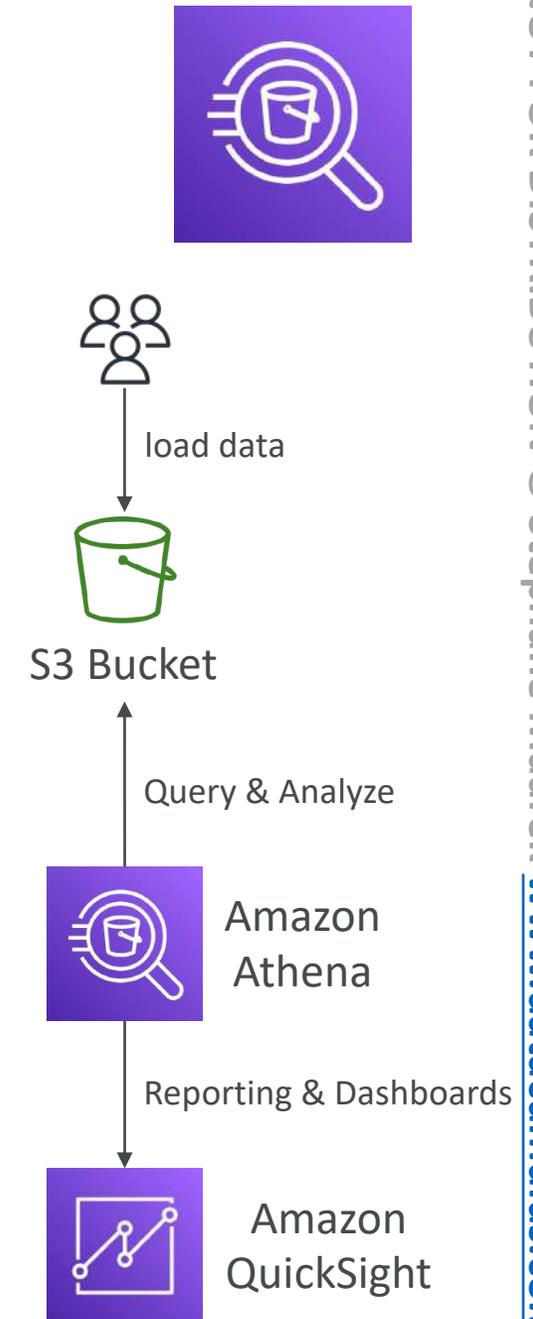 load data
S3 Bucket
Query & Analyze
Amazon
Athena
Reporting & Dashboards
Amazon
QuickSight